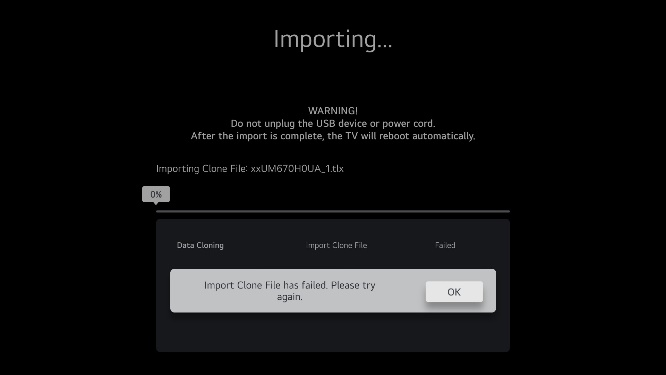 Importing...
WARNING!
Do not unplug the USB device or power cord.
After the import is complete, the TV will reboot automatically.
Importing Clone File: xxUM670H0UA_1.tlx
0%
Data Cloning Import Clone File Failed
Import Clone File has failed. Please try
again.
OK